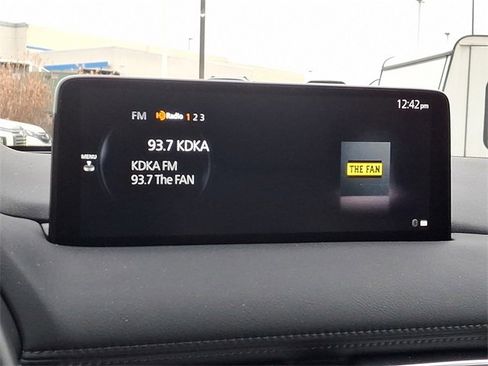 FM HD Radio 1 2 3
12:42 pm
93.7 KDKA
MENU
KDKA FM
93.7 The FAN
THE FAN